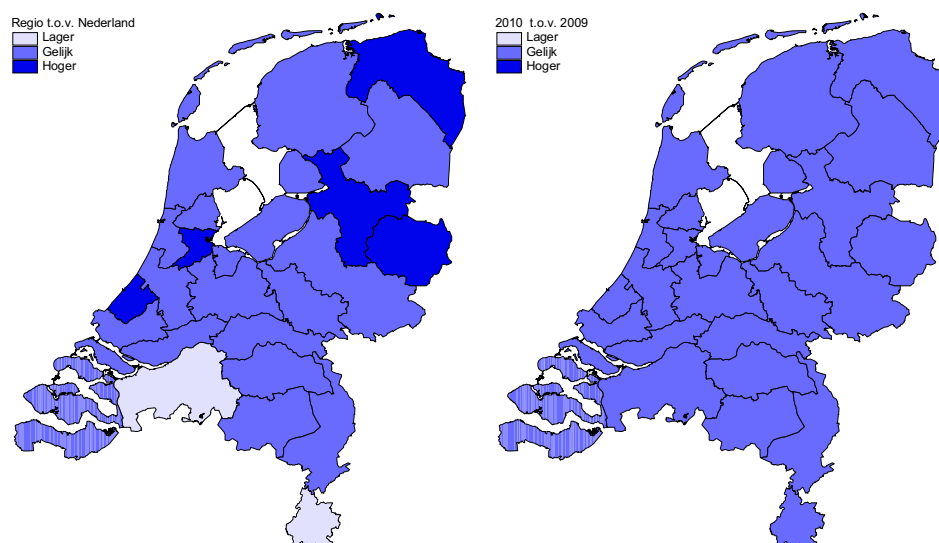 Regio t.o.v. Nederland
Lager
Gelijk
Hoger
2010 t.o.v. 2009
Lager
Gelijk
Hoger